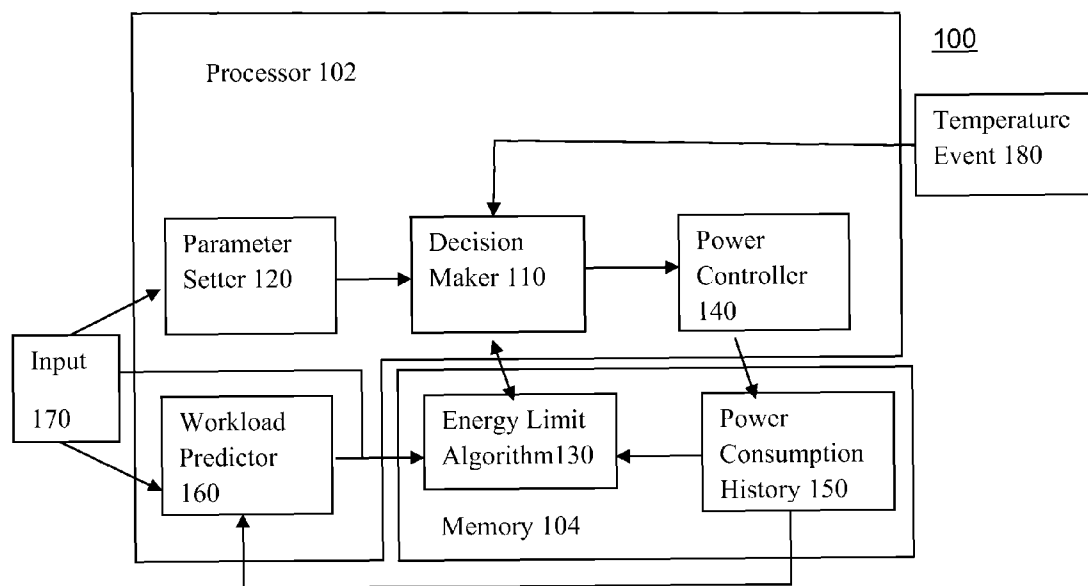 100
Processor 102
Temperature
Event 180
Parameter
Setter 120
Decision
Maker 110
Power
Controller
140
Input
170
Workload
Predictor
160
Energy Limit
Algorithm130
Power
Consumption
History 150
Memory 104